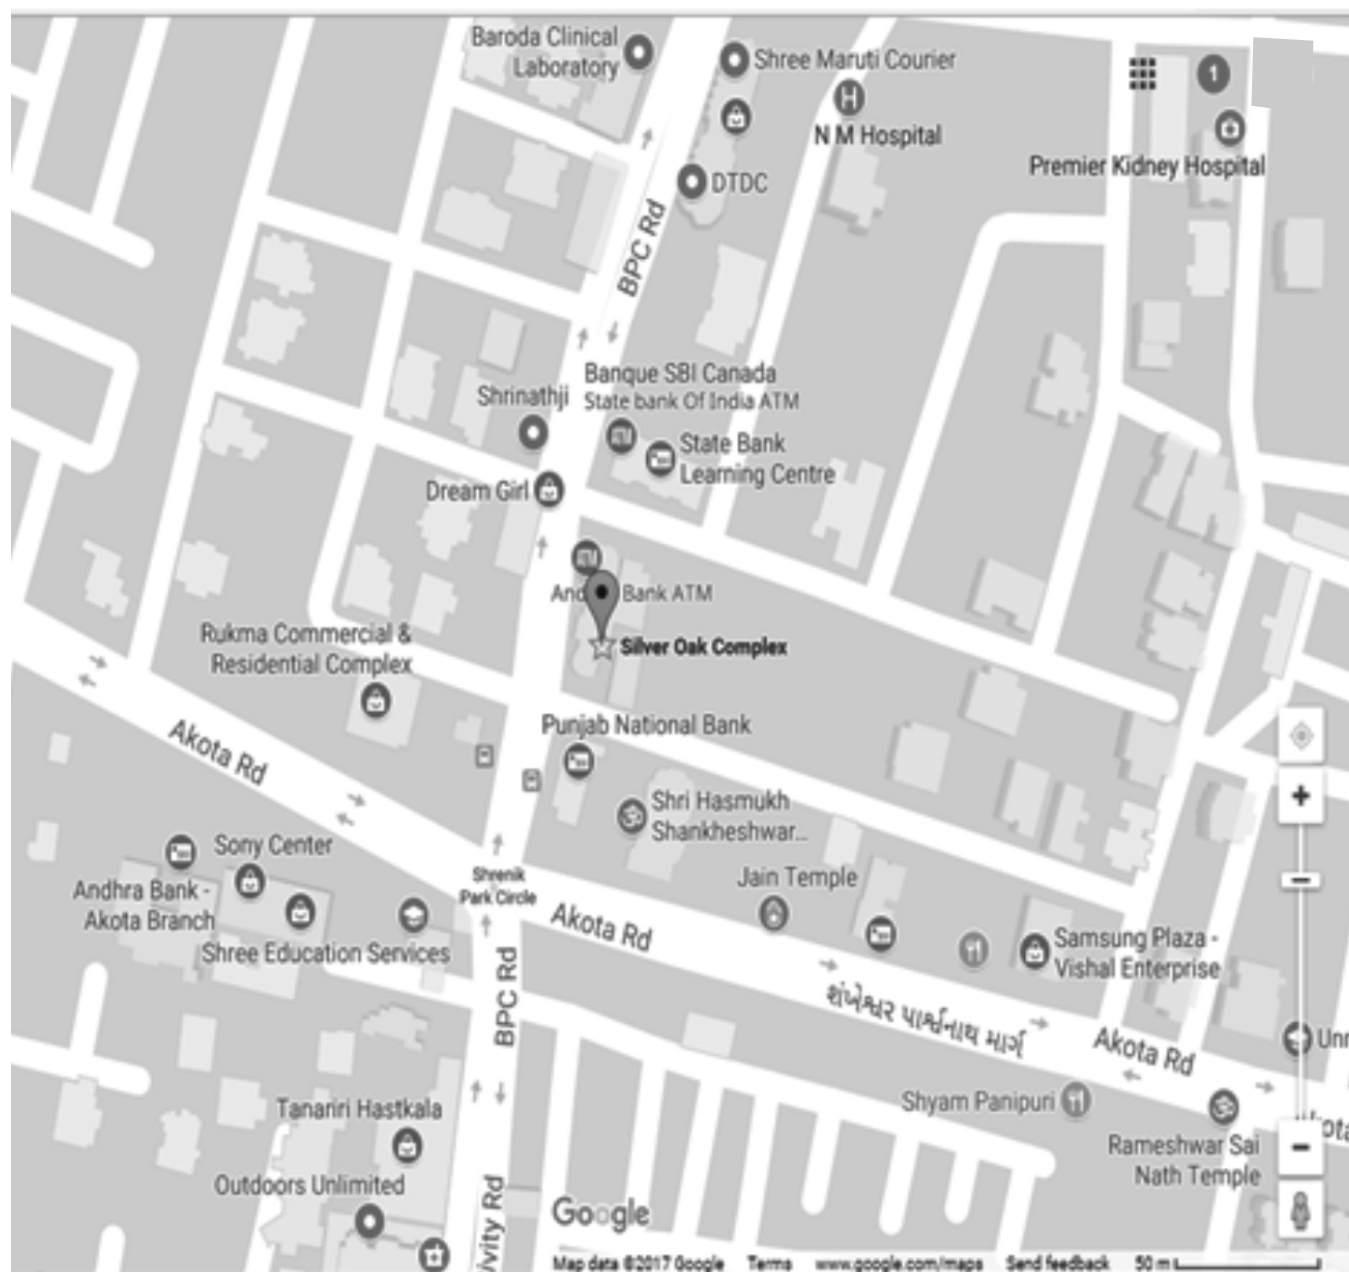 Baroda Clinical
Laboratory
Shree Maruti Courier
N M Hospital
1
Premier Kidney Hospital
DTDC
BPC Rd
Banque SBI Canada
State bank Of India ATM
Shrinathji
State Bank
Learning Centre
Dream Girl
Bank ATM
Silver Oak Complex
Rukma Commercial &
Residential Complex
Akota Rd
Punjab National Bank
Shri Hasmukh
Shankheshwar...
Sony Center
Andhra Bank -
Akota Branch
Shree Education Services
Shrenik
Park Circle
Jain Temple
Akota Rd
BPC Rd
Samsung Plaza -
Vishal Enterprise
શંખેશ્વર પાર્શ્વનાથ માર્ગ
Akota Rd
Shyam Panipuri
Rameshwar Sai
Nath Temple
Tanariri Hastkala
Outdoors Unlimited
Google
Map data ©2017 Google Terms www.google.com/maps Send feedback 50 m